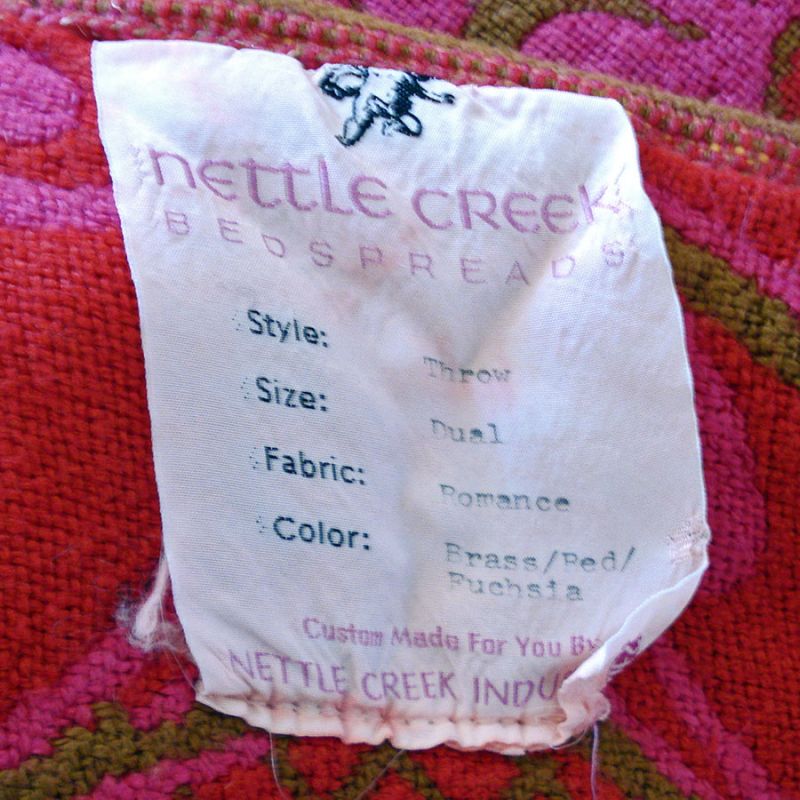 NETTLE CREEK
BEDSPREADS
Style: Throw
Size: Dual
Fabric: Romance
Color: Brass/Red/
Fuchsia
Custom Made For You By
NETTLE CREEK INDU